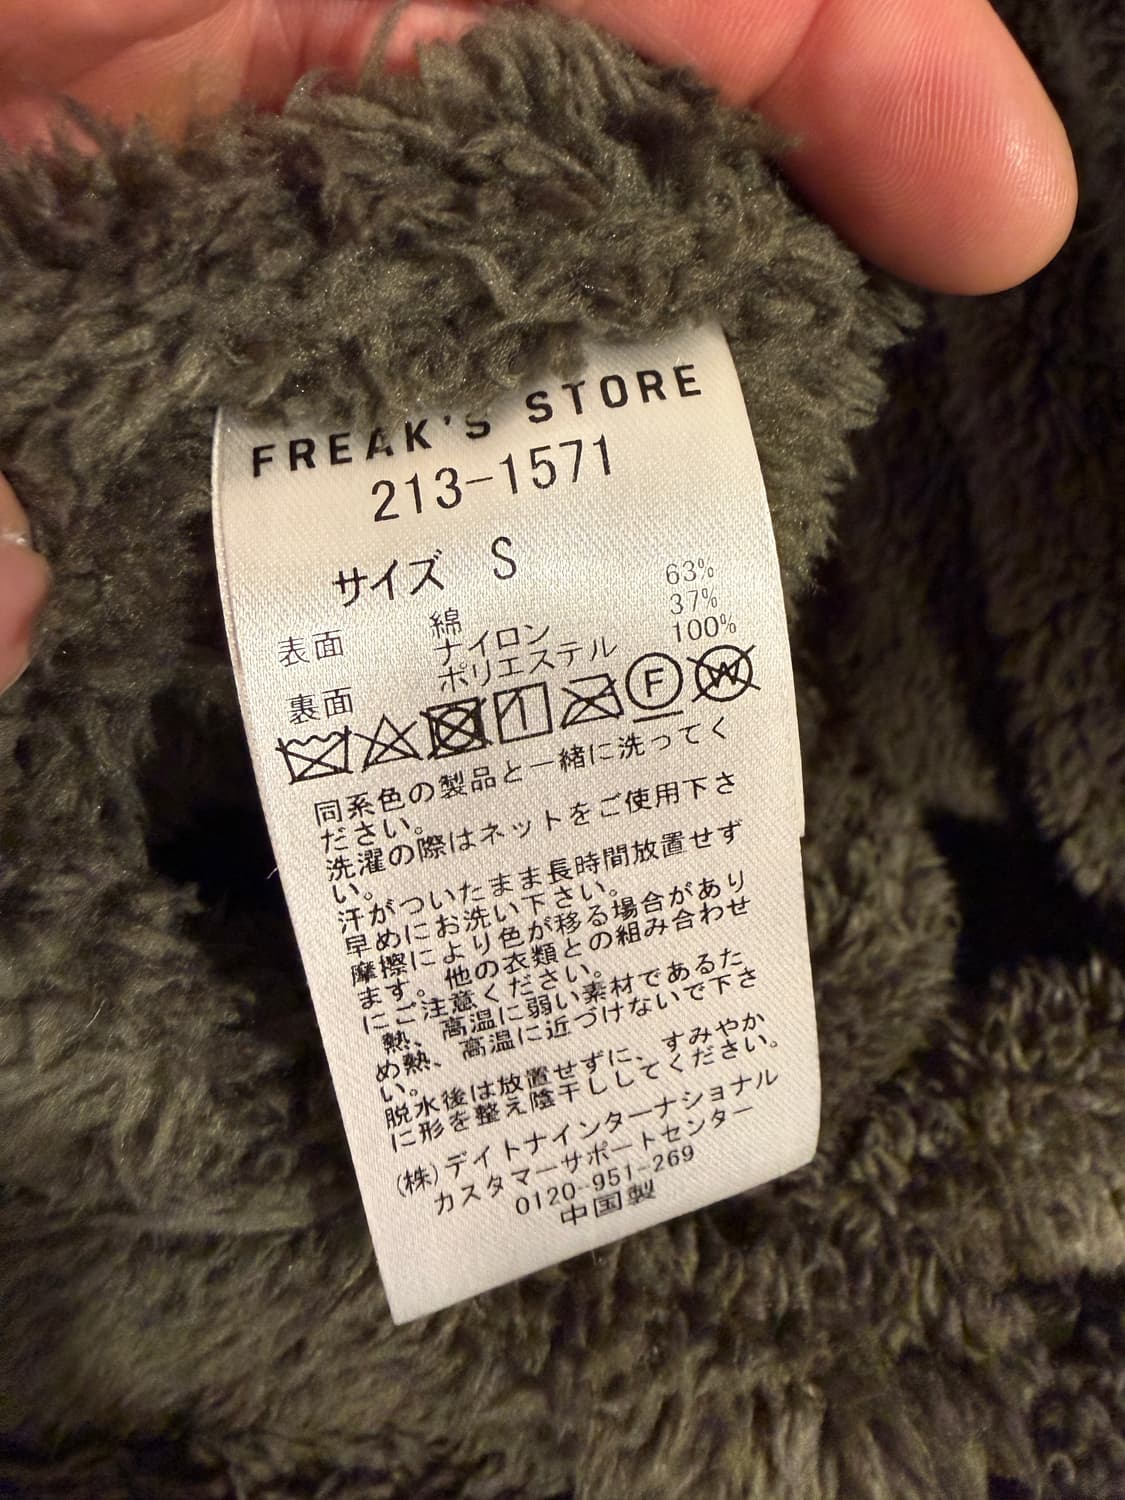 FREAK'S STORE
213-1571
サイズ S
表面 綿 63%
ナイロン 37%
裏面 ポリエステル 100%
F W
同系色の製品と一緒に洗ってく
ださい。
洗濯の際はネットをご使用下さ
い。
汗がついたまま長時間放置せず
早めにお洗い下さい。
摩擦により色が移る場合があり
ます。他の衣類との組み合わせ
にご注意ください。
熱、高温に弱い素材であるた
め熱、高温に近づけないで下さ
い。
脱水後は放置せずに、すみやか
に形を整え陰干ししてください。
(株)デイトナインターナショナル
カスタマーサポートセンター
0120-951-269
中国製